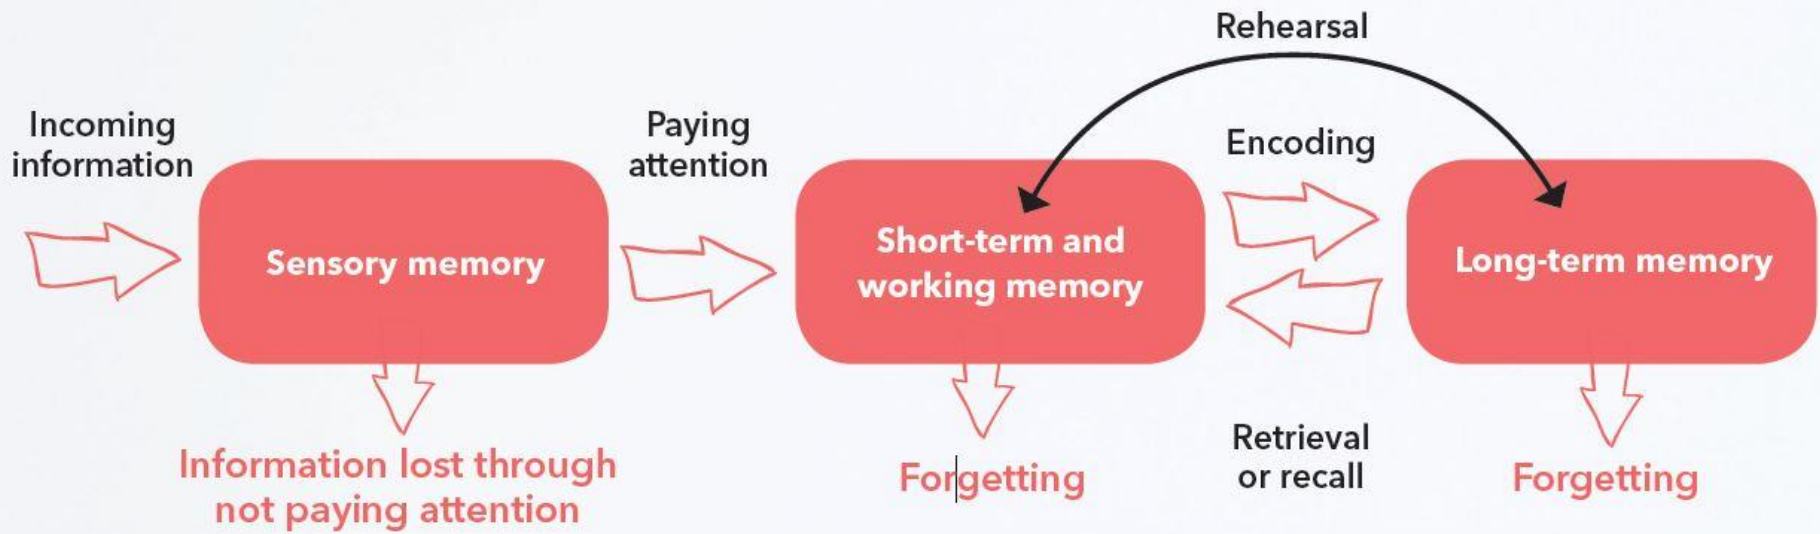 Rehearsal
Incoming
information
Paying
attention
Encoding
Sensory memory
Short-term and
working memory
Long-term memory
Information lost through
not paying attention
Forgetting
Retrieval
or recall
Forgetting